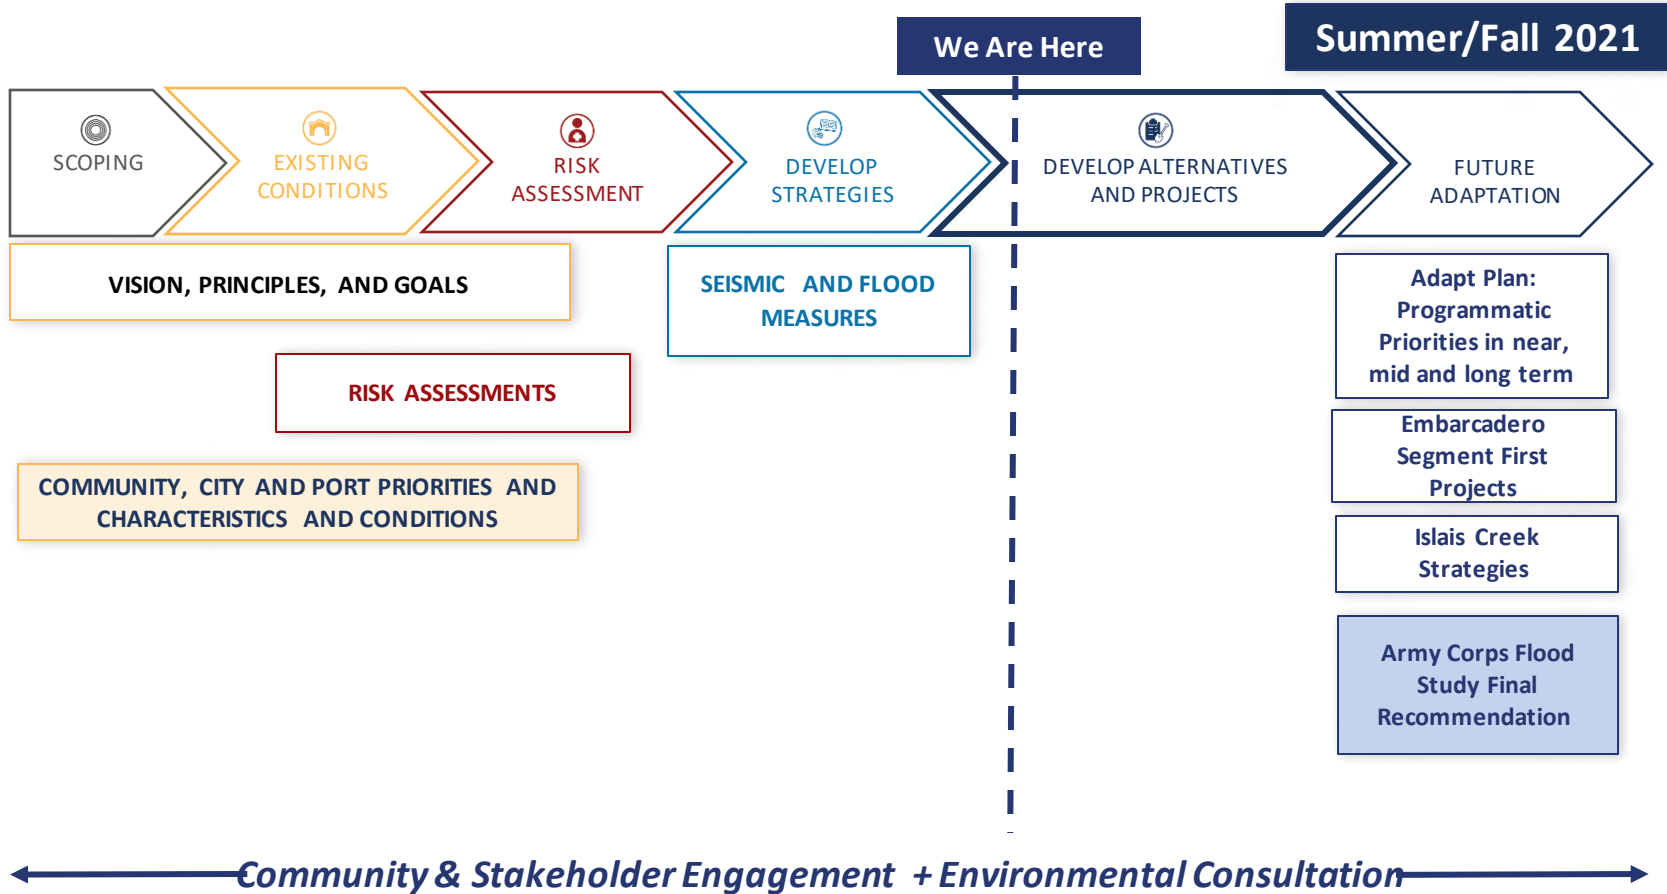 We Are Here
Summer/Fall 2021
SCOPING
EXISTING
CONDITIONS
RISK
ASSESSMENT
DEVELOP
STRATEGIES
DEVELOP ALTERNATIVES
AND PROJECTS
FUTURE
ADAPTATION
VISION, PRINCIPLES, AND GOALS
SEISMIC AND FLOOD
MEASURES
RISK ASSESSMENTS
COMMUNITY, CITY AND PORT PRIORITIES AND
CHARACTERISTICS AND CONDITIONS
Adapt Plan:
Programmatic
Priorities in near,
mid and long term
Embarcadero
Segment First
Projects
Islais Creek
Strategies
Army Corps Flood
Study Final
Recommendation
Community & Stakeholder Engagement + Environmental Consultation